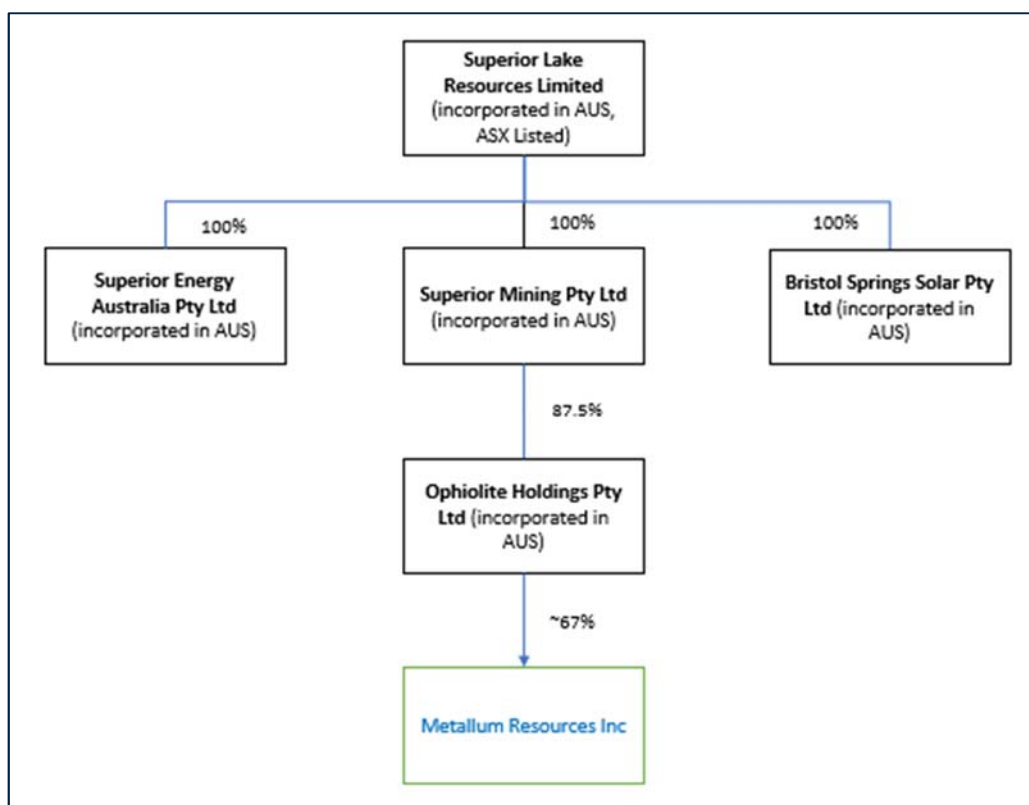 Superior Lake
Resources Limited
(incorporated in AUS,
ASX Listed)
100%
100%
100%
Superior Energy
Australia Pty Ltd
(incorporated in AUS)
Superior Mining Pty Ltd
(incorporated in AUS)
Bristol Springs Solar Pty
Ltd (incorporated in
AUS)
87.5%
Ophiolite Holdings Pty
Ltd (incorporated in
AUS)
~67%
Metallum Resources Inc